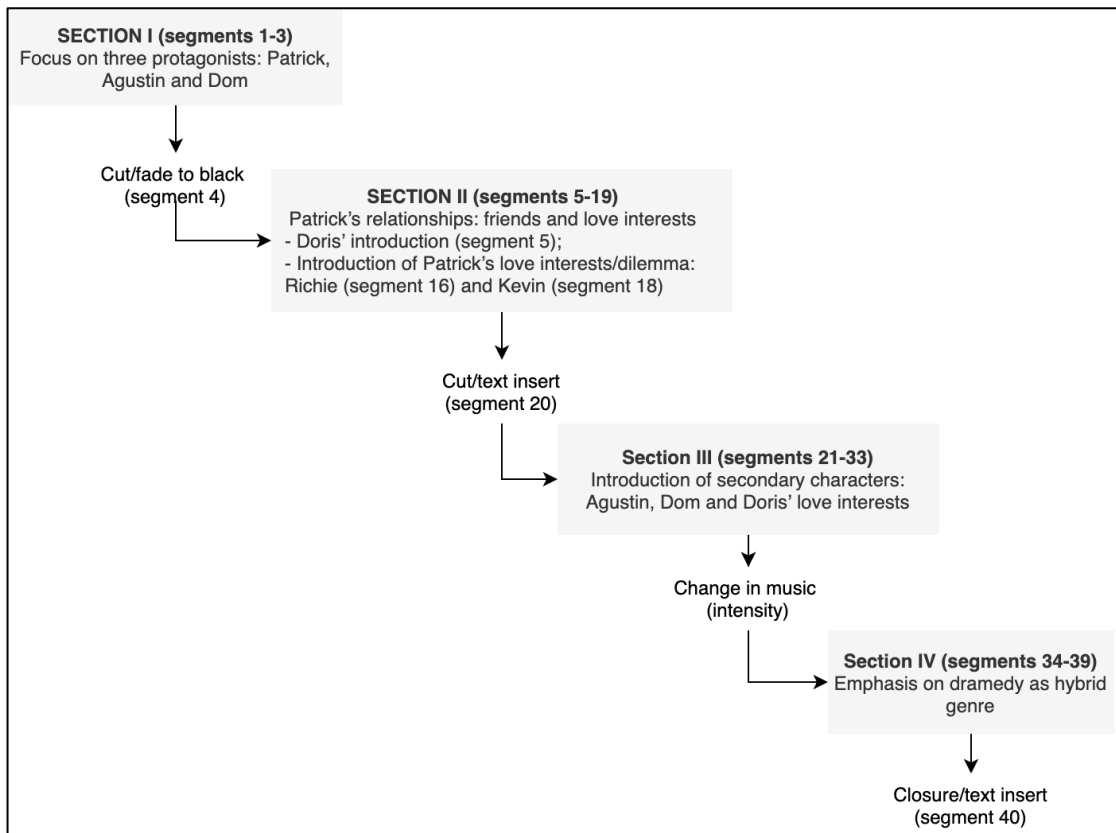 SECTION I (segments 1-3)
Focus on three protagonists: Patrick,
Agustin and Dom
Cut/fade to black
(segment 4)
SECTION II (segments 5-19)
Patrick’s relationships: friends and love interests
- Doris’ introduction (segment 5);
- Introduction of Patrick’s love interests/dilemma:
Richie (segment 16) and Kevin (segment 18)
Cut/text insert
(segment 20)
Section III (segments 21-33)
Introduction of secondary characters:
Agustin, Dom and Doris’ love interests
Change in music
(intensity)
Section IV (segments 34-39)
Emphasis on dramedy as hybrid
genre
Closure/text insert
(segment 40)